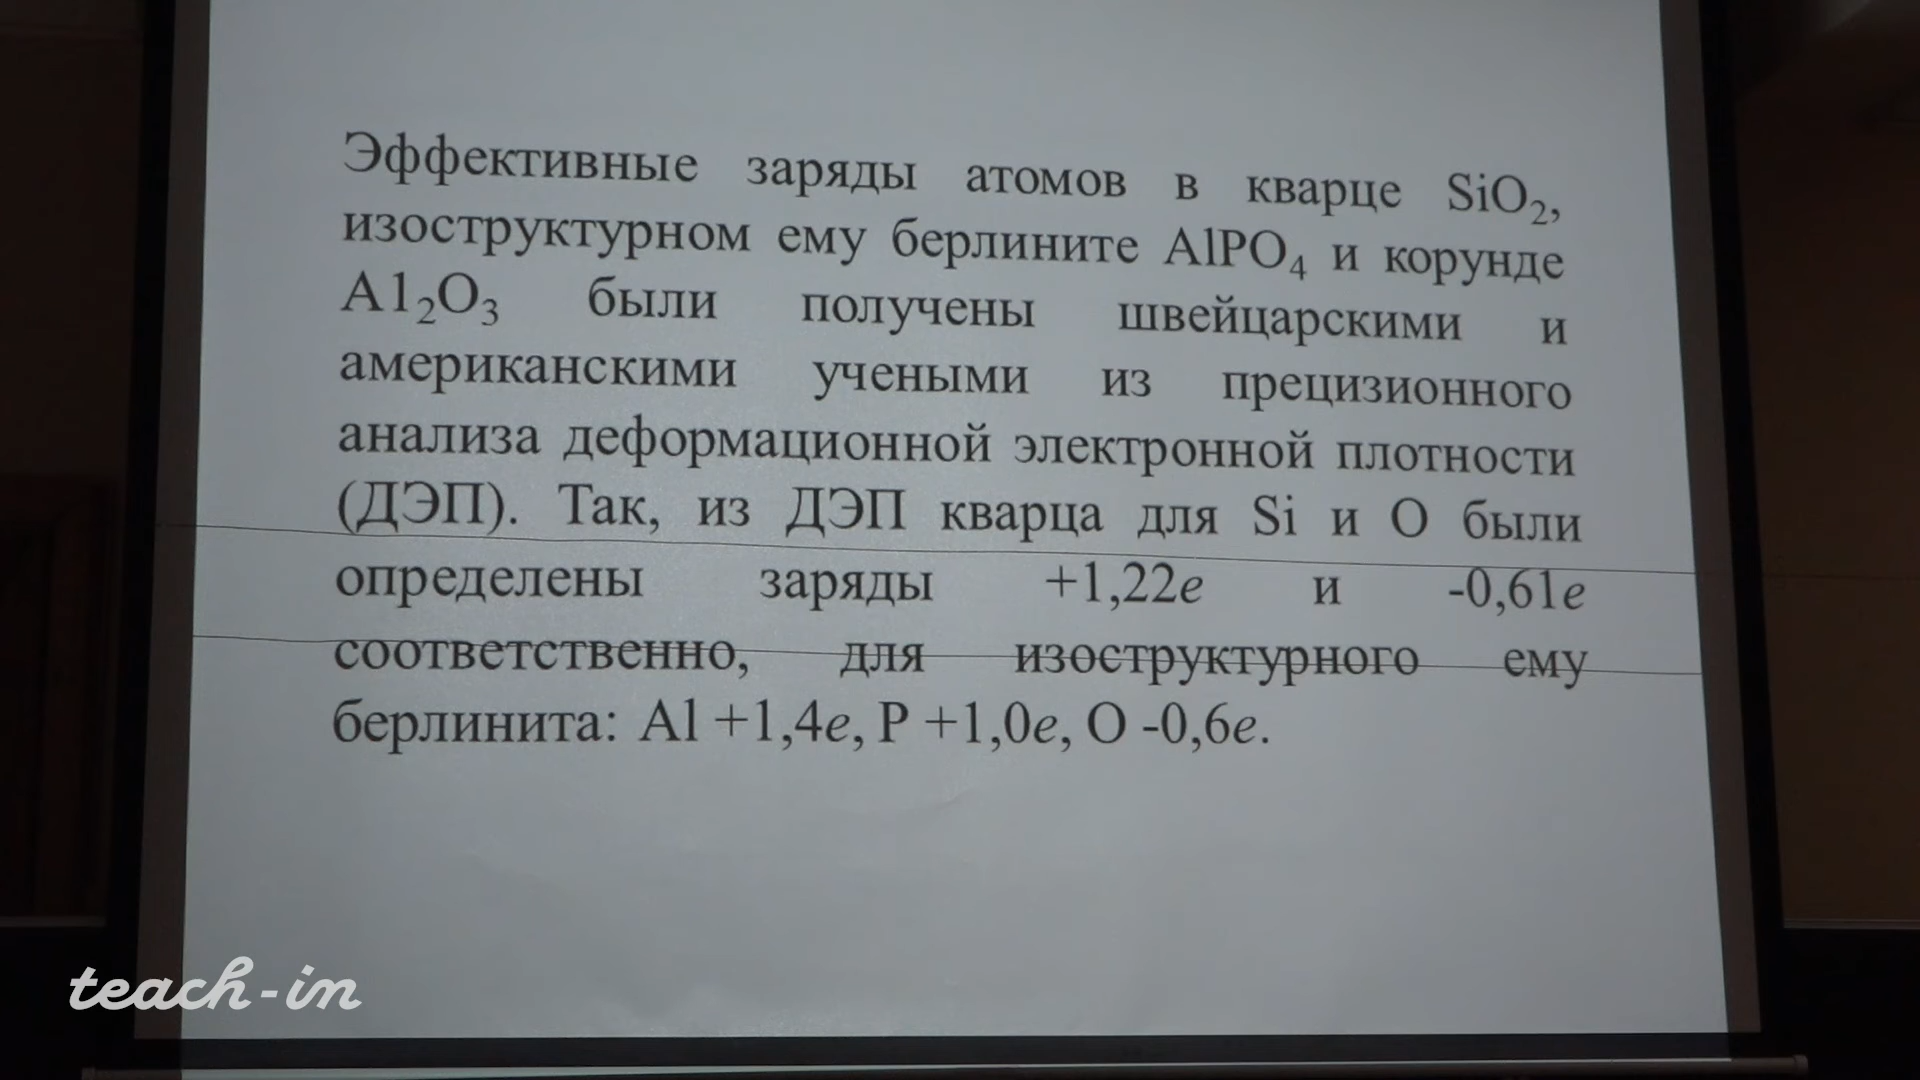 Эффективные заряды атомов в кварце SiO₂,
изоструктурном ему берлините AlPO₄ и корунде
A1₂O₃ были получены швейцарскими и
американскими учеными из прецизионного
анализа деформационной электронной плотности
(ДЭП). Так, из ДЭП кварца для Si и O были
определены заряды +1,22e и -0,61e
соответственно, для изоструктурного ему
берлинита: Al +1,4e, P +1,0e, O -0,6e.
teach-in